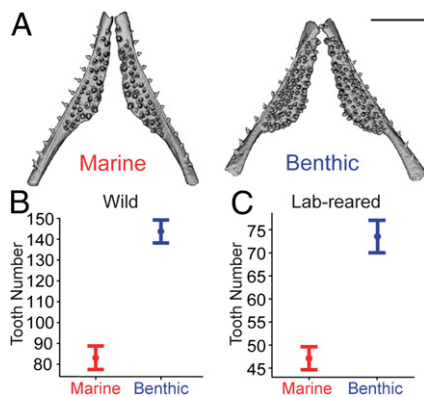 A
Marine
Benthic
B
Wild
Tooth Number
150
140
130
120
110
100
90
80
Marine
Benthic
C
Lab-reared
Tooth Number
75
70
65
60
55
50
45
Marine
Benthic